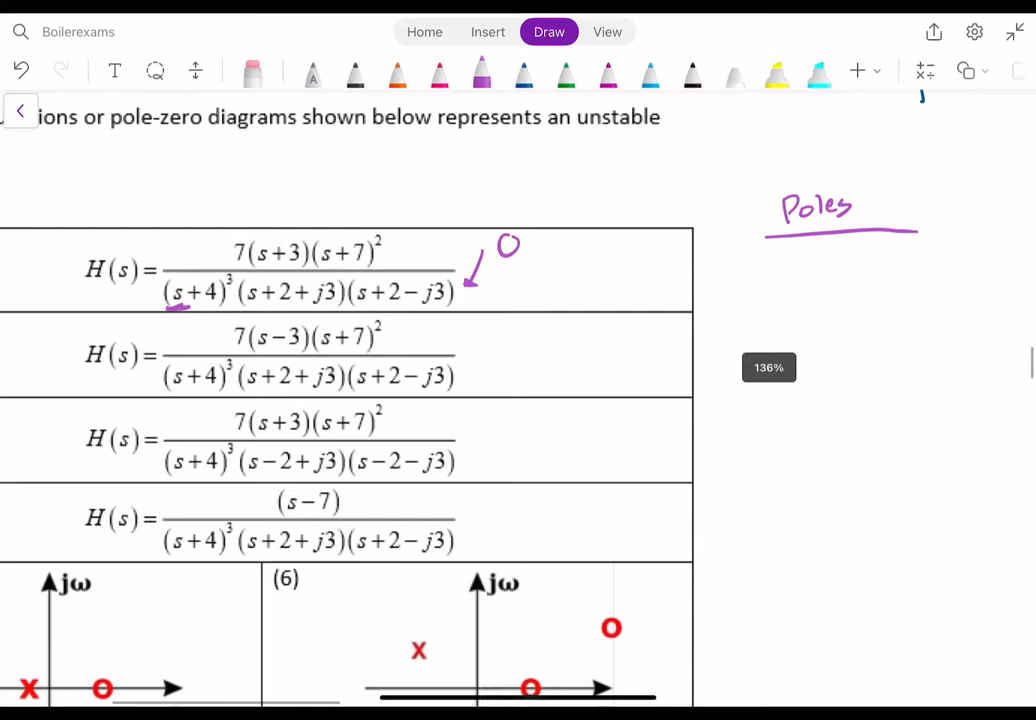 Boilerexams
Home Insert Draw View
ions or pole-zero diagrams shown below represents an unstable
Poles
H(s)= 7(s+3)(s+7)² / (s+4)³(s+2+j3)(s+2−j3) 0
H(s)= 7(s−3)(s+7)² / (s+4)³(s+2+j3)(s+2−j3)
136%
H(s)= 7(s+3)(s+7)² / (s+4)³(s−2+j3)(s−2−j3)
H(s)= (s−7) / (s+4)³(s+2+j3)(s+2−j3)
jω
(6)
jω
X O
X O O